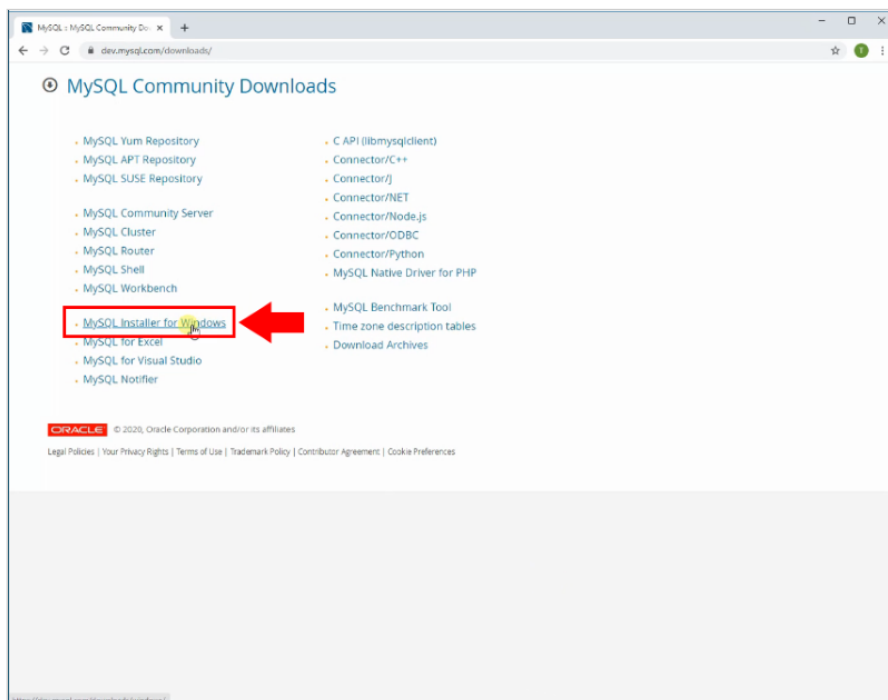 MySQL :: MySQL Community Do
dev.mysql.com/downloads/
T
MySQL Community Downloads
MySQL Yum Repository
MySQL APT Repository
MySQL SUSE Repository
MySQL Community Server
MySQL Cluster
MySQL Router
MySQL Shell
MySQL Workbench
MySQL Installer for Windows
MySQL for Excel
MySQL for Visual Studio
MySQL Notifier
C API (libmysqlclient)
Connector/C++
Connector/J
Connector/NET
Connector/Node.js
Connector/ODBC
Connector/Python
MySQL Native Driver for PHP
MySQL Benchmark Tool
Time zone description tables
Download Archives
ORACLE © 2020, Oracle Corporation and/or its affiliates
Legal Policies | Your Privacy Rights | Terms of Use | Trademark Policy | Contributor Agreement | Cookie Preferences